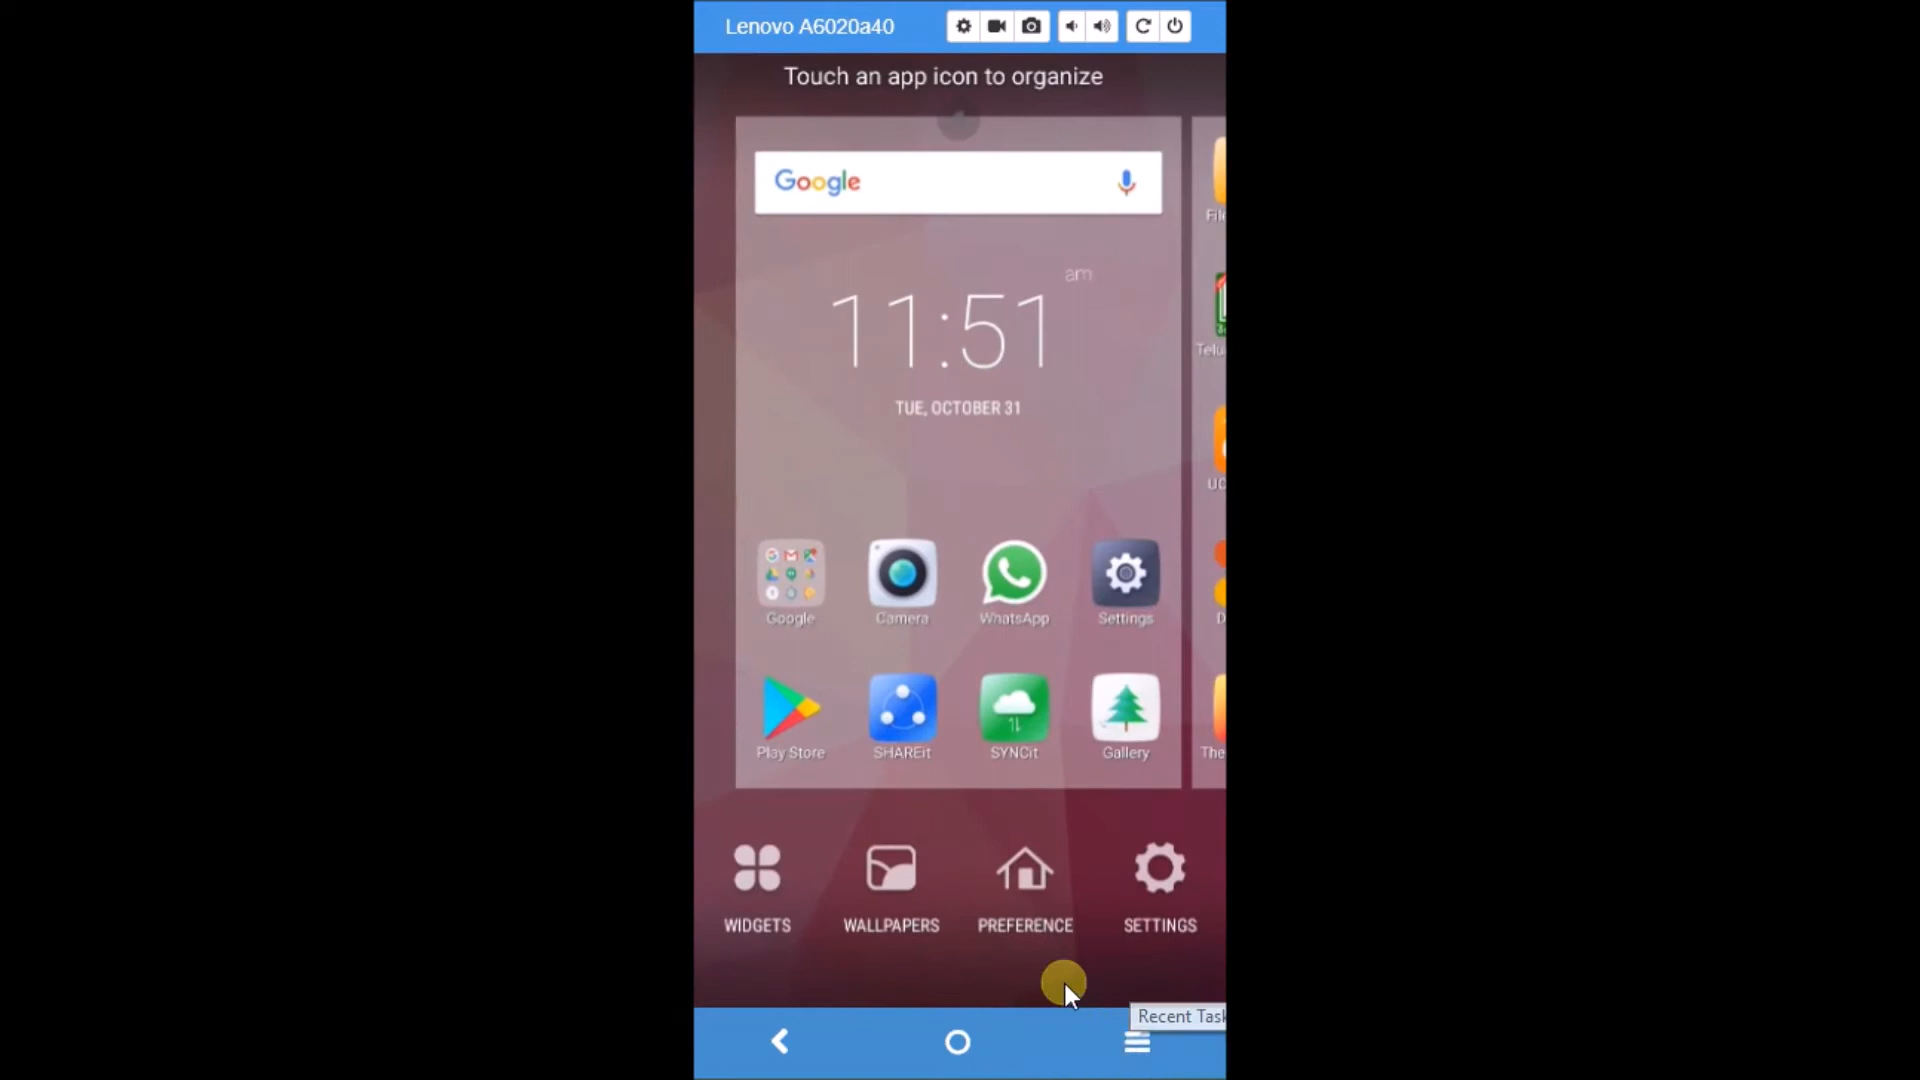 Lenovo A6020a40
Touch an app icon to organize
Google
am
11:51
TUE, OCTOBER 31
Google Camera WhatsApp Settings
Play Store SHAREit SYNCit Gallery
WIDGETS WALLPAPERS PREFERENCE SETTINGS
Recent Task